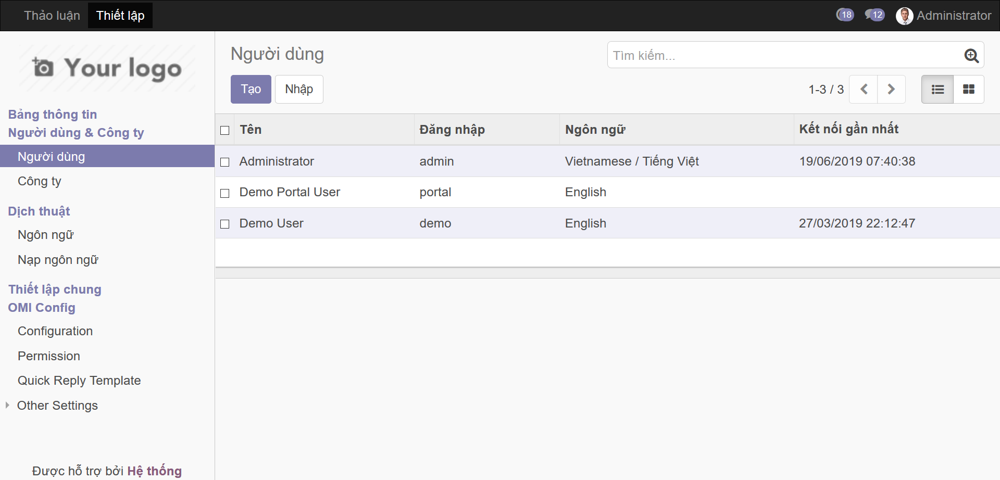 Thảo luận Thiết lập 18 12 Administrator
Your logo
Bảng thông tin
Người dùng & Công ty
Người dùng
Công ty
Dịch thuật
Ngôn ngữ
Nạp ngôn ngữ
Thiết lập chung
OMI Config
Configuration
Permission
Quick Reply Template
Other Settings
Được hỗ trợ bởi Hệ thống
Người dùng
Tìm kiếm...
Tạo Nhập
1-3 / 3
Tên Đăng nhập Ngôn ngữ Kết nối gần nhất
Administrator admin Vietnamese / Tiếng Việt 19/06/2019 07:40:38
Demo Portal User portal English
Demo User demo English 27/03/2019 22:12:47